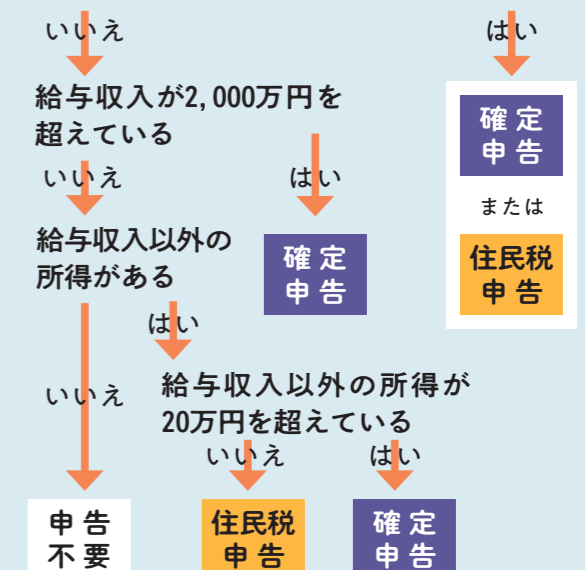 いいえ
はい
給与収入が2,000万円を
超えている
確定
申告
または
住民税
申告
いいえ
はい
給与収入以外の
所得がある
確定
申告
はい
いいえ
給与収入以外の所得が
20万円を超えている
いいえ
はい
申告
不要
住民税
申告
確定
申告